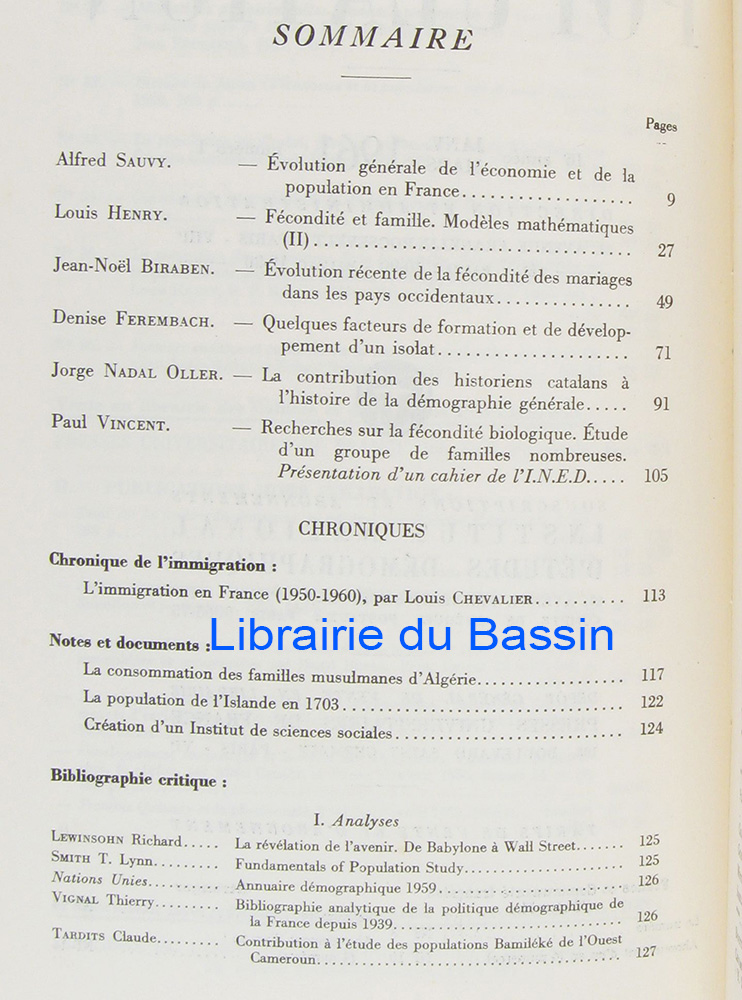 SOMMAIRE
Pages
Alfred SAUVY. — Évolution générale de l'économie et de la
population en France.................... 9
Louis HENRY. — Fécondité et famille. Modèles mathématiques
(II)..................................... 27
Jean-Noël BIRABEN. — Évolution récente de la fécondité des mariages
dans les pays occidentaux................ 49
Denise FEREMBACH. — Quelques facteurs de formation et de dévelop-
pement d'un isolat...................... 71
Jorge NADAL OLLER. — La contribution des historiens catalans à
l'histoire de la démographie générale..... 91
Paul VINCENT. — Recherches sur la fécondité biologique. Étude
d'un groupe de familles nombreuses.
Présentation d'un cahier de l'I.N.E.D..... 105
CHRONIQUES
Chronique de l'immigration :
L'immigration en France (1950-1960), par Louis CHEVALIER.......... 113
Notes et documents :
Librairie du Bassin
La consommation des familles musulmanes d'Algérie................. 117
La population de l'Islande en 1703................................ 122
Création d'un Institut de sciences sociales.......................... 124
Bibliographie critique :
I. Analyses
LEWINSOHN Richard..... La révélation de l'avenir. De Babylone à Wall Street....... 125
SMITH T. Lynn......... Fundamentals of Population Study........................ 125
Nations Unies.......... Annuaire démographique 1959............................ 126
VIGNAL Thierry........ Bibliographie analytique de la politique démographique de
la France depuis 1939.................................. 126
TARDITS Claude......... Contribution à l'étude des populations Bamiléké de l'Ouest
Cameroun............................................. 127